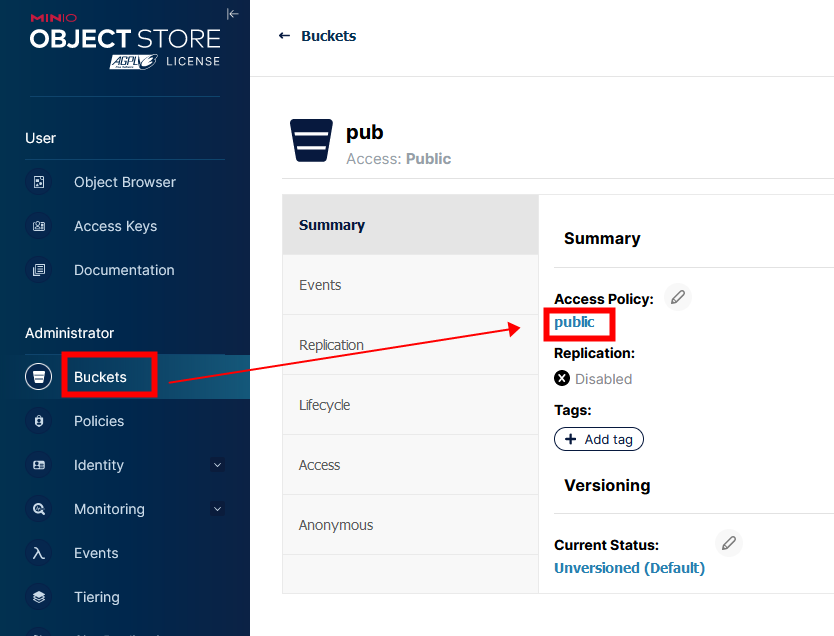 MINIO
OBJECT STORE
AGPL LICENSE
User
Object Browser
Access Keys
Documentation
Administrator
Buckets
Policies
Identity
Monitoring
Events
Tiering
← Buckets
pub
Access: Public
Summary
Events
Replication
Lifecycle
Access
Anonymous
Summary
Access Policy:
public
Replication:
Disabled
Tags:
+ Add tag
Versioning
Current Status:
Unversioned (Default)